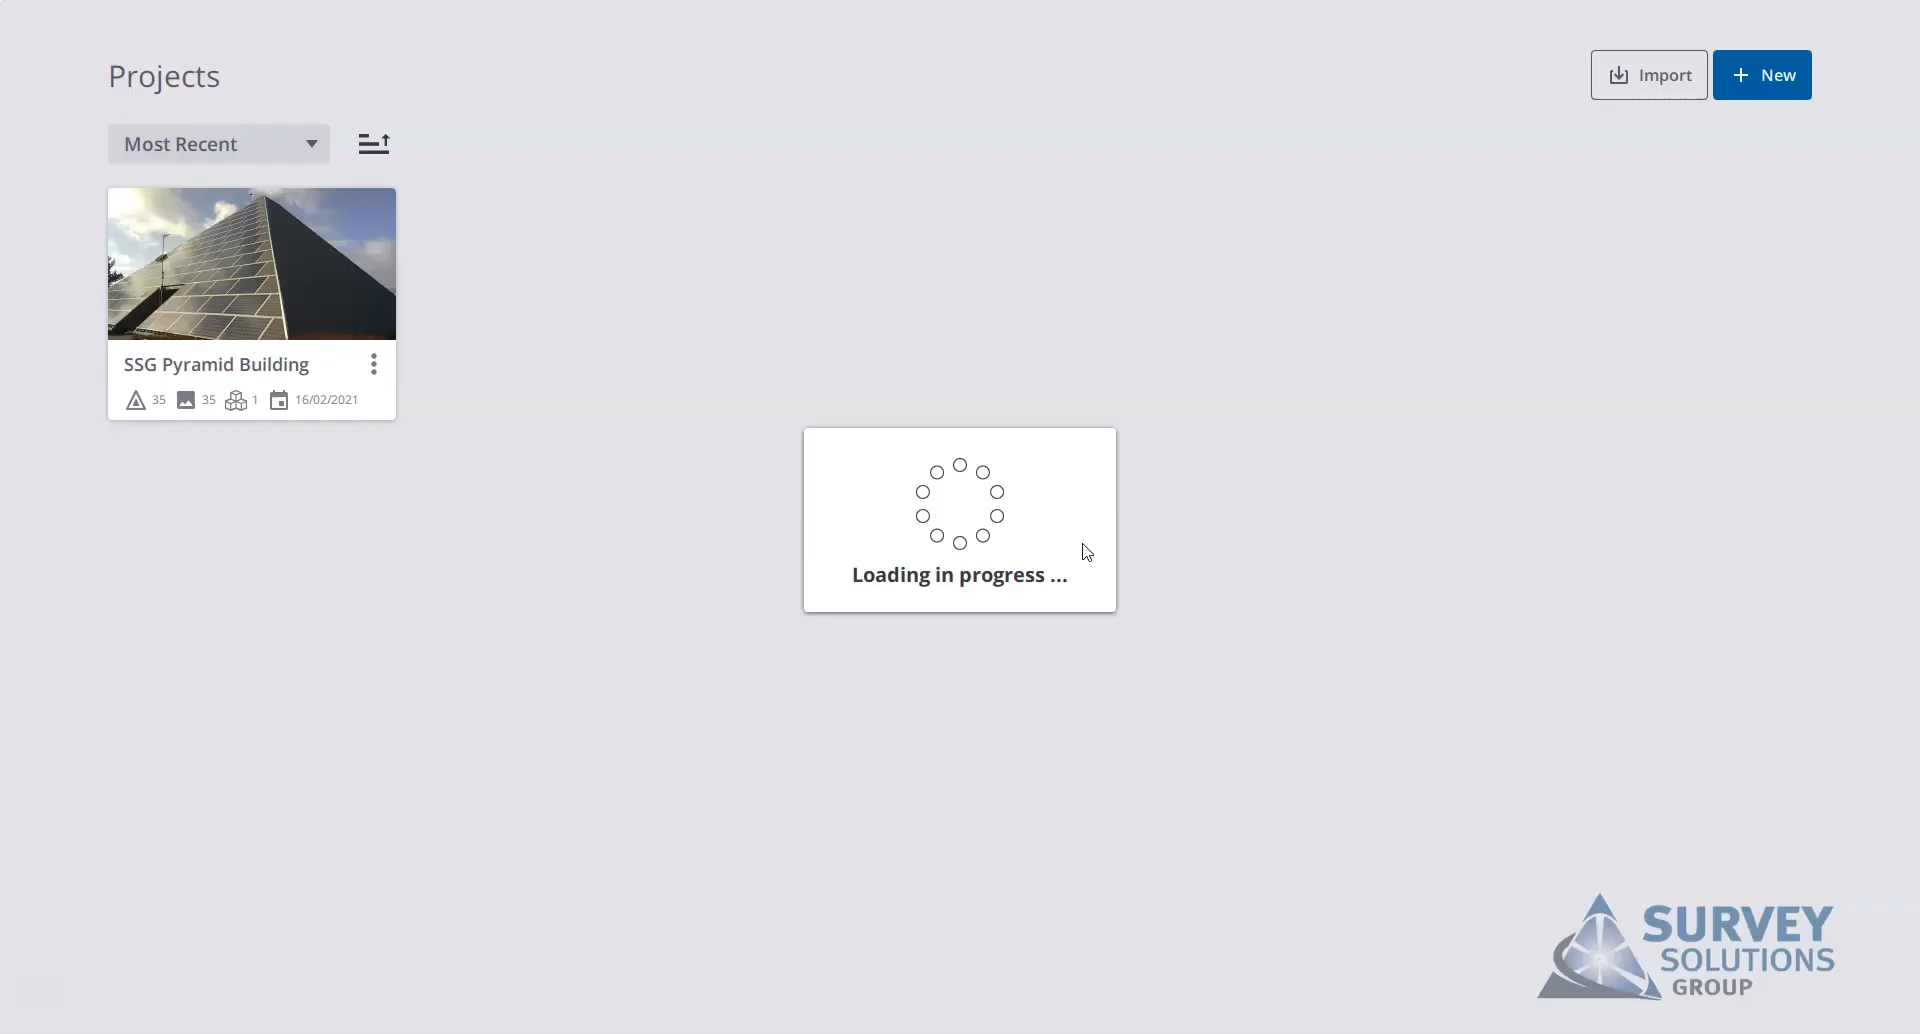 Projects
Import
New
Most Recent
SSG Pyramid Building
35 35 1 16/02/2021
Loading in progress ...
SURVEY
SOLUTIONS
GROUP